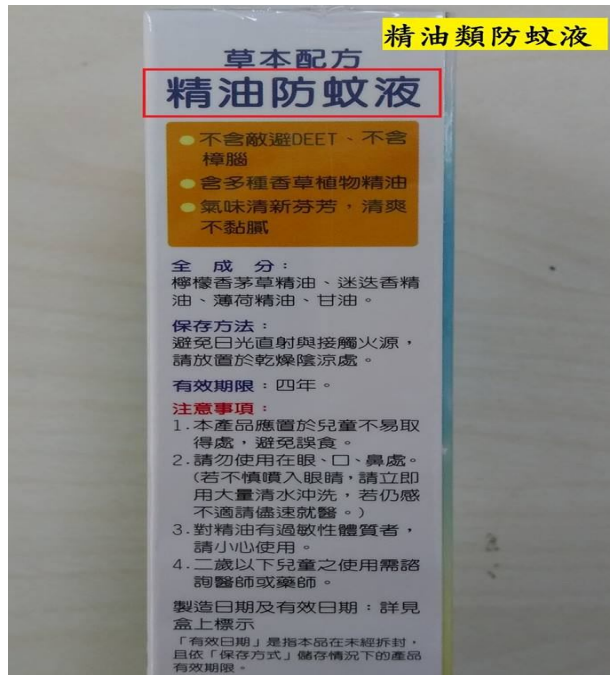 精油類防蚊液
草本配方
精油防蚊液
●不含敵避DEET、不含
樟腦
●含多種香草植物精油
●氣味清新芬芳，清爽
不黏膩
全成分：
檸檬香茅草精油、迷迭香精
油、薄荷精油、甘油。
保存方法：
避免日光直射與接觸火源，
請放置於乾燥陰涼處。
有效期限：四年。
注意事項：
1.本產品應置於兒童不易取
得處，避免誤食。
2.請勿使用在眼、口、鼻處。
(若不慎噴入眼睛，請立即
用大量清水沖洗，若仍感
不適請儘速就醫。)
3.對精油有過敏性體質者，
請小心使用。
4.二歲以下兒童之使用需諮
詢醫師或藥師。
製造日期及有效日期：詳見
盒上標示
「有效日期」是指本品在未經拆封，
且依「保存方式」儲存情況下的產品
有效期限。